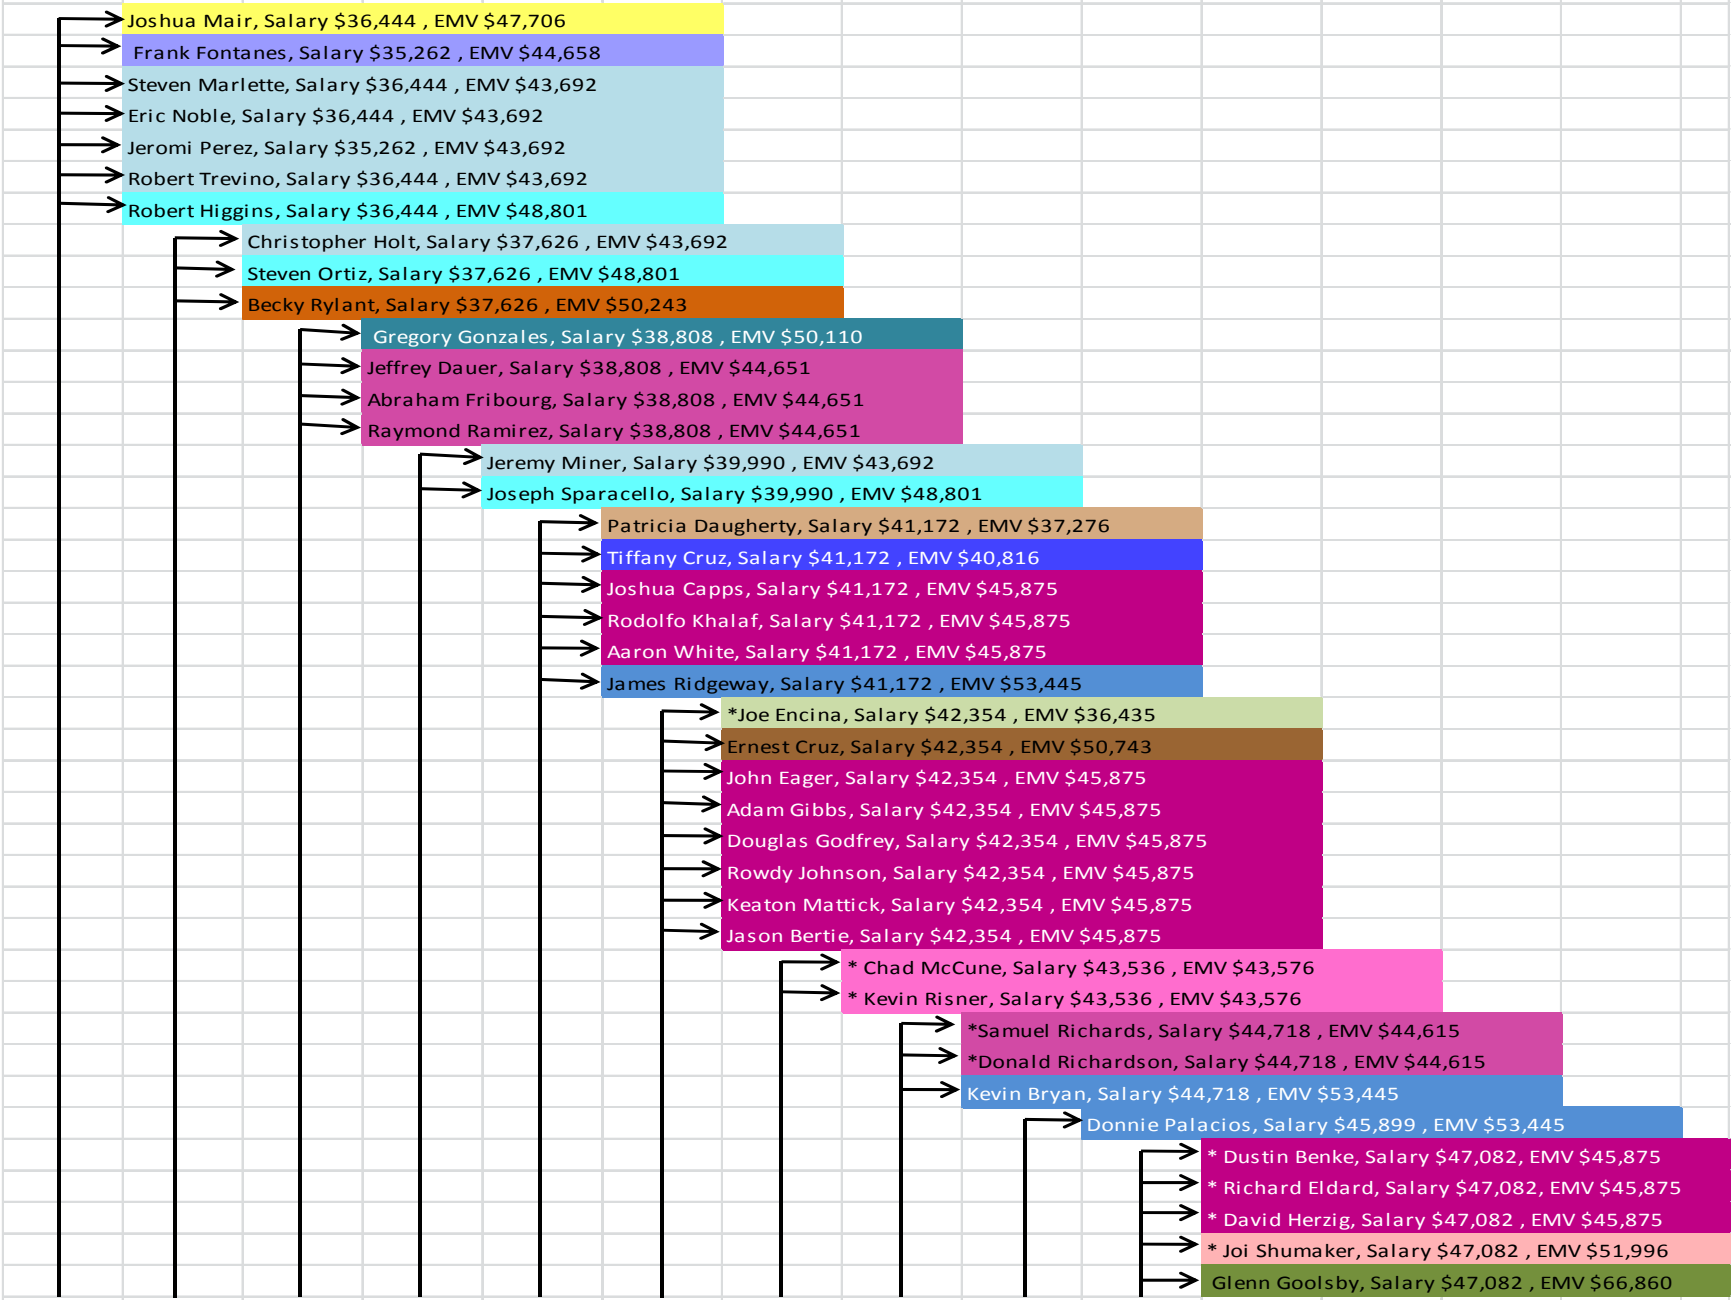 Joshua Mair, Salary $36,444 , EMV $47,706
Frank Fontanes, Salary $35,262 , EMV $44,658
Steven Marlette, Salary $36,444 , EMV $43,692
Eric Noble, Salary $36,444 , EMV $43,692
Jeromi Perez, Salary $35,262 , EMV $43,692
Robert Trevino, Salary $36,444 , EMV $43,692
Robert Higgins, Salary $36,444 , EMV $48,801
Christopher Holt, Salary $37,626 , EMV $43,692
Steven Ortiz, Salary $37,626 , EMV $48,801
Becky Rylant, Salary $37,626 , EMV $50,243
Gregory Gonzales, Salary $38,808 , EMV $50,110
Jeffrey Dauer, Salary $38,808 , EMV $44,651
Abraham Fribourg, Salary $38,808 , EMV $44,651
Raymond Ramirez, Salary $38,808 , EMV $44,651
Jeremy Miner, Salary $39,990 , EMV $43,692
Joseph Sparacello, Salary $39,990 , EMV $48,801
Patricia Daugherty, Salary $41,172 , EMV $37,276
Tiffany Cruz, Salary $41,172 , EMV $40,816
Joshua Capps, Salary $41,172 , EMV $45,875
Rodolfo Khalaf, Salary $41,172 , EMV $45,875
Aaron White, Salary $41,172 , EMV $45,875
James Ridgeway, Salary $41,172 , EMV $53,445
*Joe Encina, Salary $42,354 , EMV $36,435
Ernest Cruz, Salary $42,354 , EMV $50,743
John Eager, Salary $42,354 , EMV $45,875
Adam Gibbs, Salary $42,354 , EMV $45,875
Douglas Godfrey, Salary $42,354 , EMV $45,875
Rowdy Johnson, Salary $42,354 , EMV $45,875
Keaton Mattick, Salary $42,354 , EMV $45,875
Jason Bertie, Salary $42,354 , EMV $45,875
* Chad McCune, Salary $43,536 , EMV $43,576
* Kevin Risner, Salary $43,536 , EMV $43,576
*Samuel Richards, Salary $44,718 , EMV $44,615
*Donald Richardson, Salary $44,718 , EMV $44,615
Kevin Bryan, Salary $44,718 , EMV $53,445
Donnie Palacios, Salary $45,899 , EMV $53,445
* Dustin Benke, Salary $47,082, EMV $45,875
* Richard Eldard, Salary $47,082, EMV $45,875
* David Herzig, Salary $47,082 , EMV $45,875
* Joi Shumaker, Salary $47,082 , EMV $51,996
Glenn Goolsby, Salary $47,082 , EMV $66,860